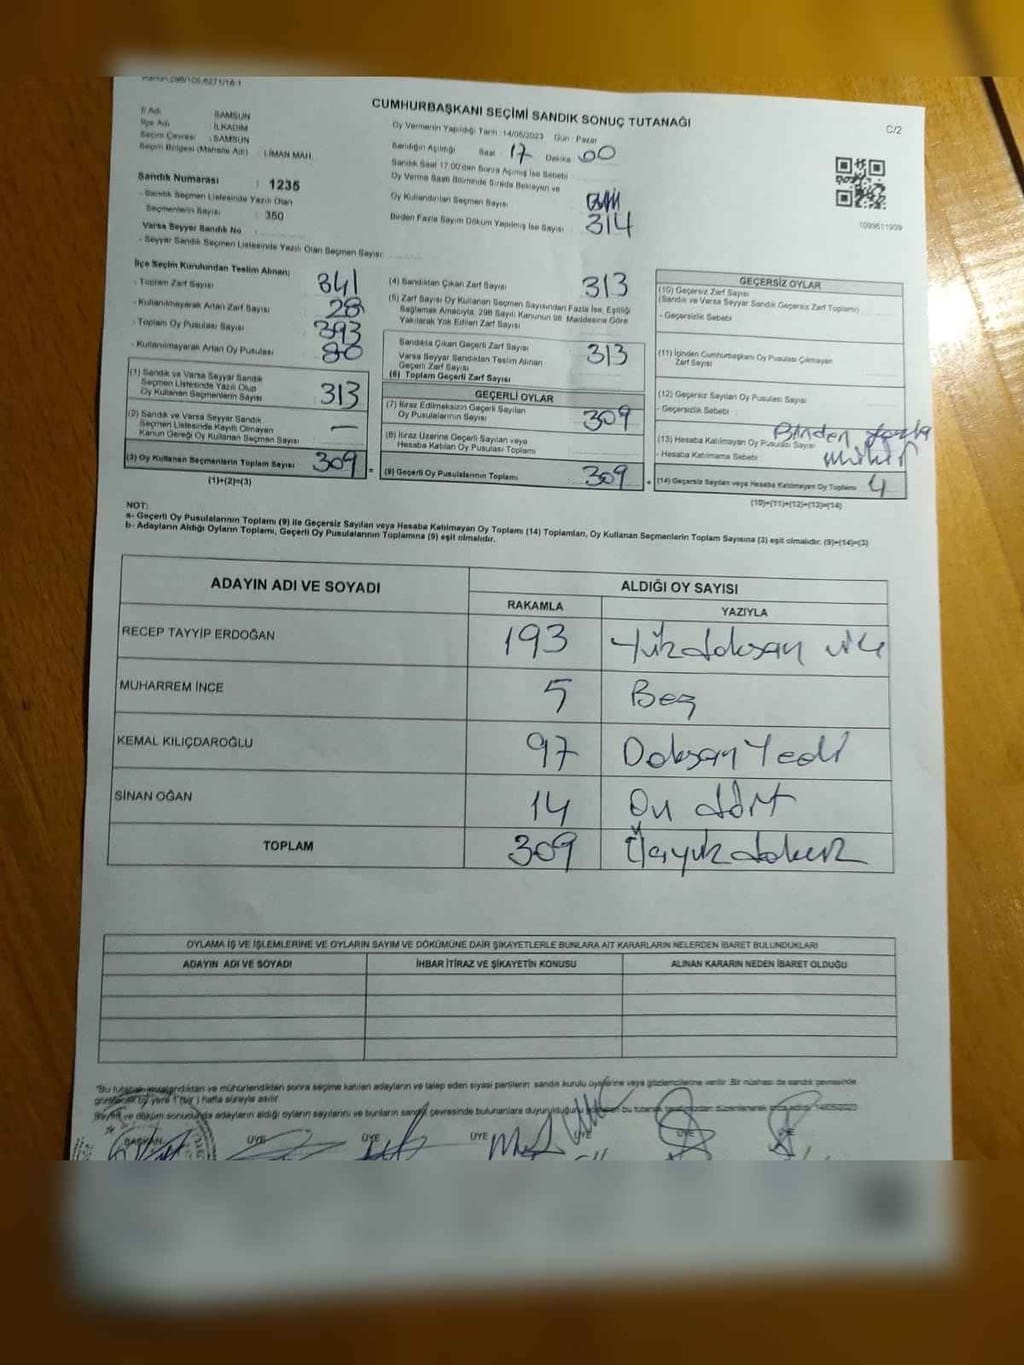 CUMHURBAŞKANI SEÇİMİ SANDIK SONUÇ TUTANAĞI
C/2
İl Adı : SAMSUN
İlçe Adı : İLKADIM
Seçim Çevresi : SAMSUN
Seçim Bölgesi (Mahalle Adı) : LİMAN MAH.
Oy Vermenin Yapıldığı Tarih : 14/05/2023 Gün : Pazar
Sandığın Açıldığı Saat 17 Dakika 00
Sandık Saat 17:00'den Sonra Açılmış İse Sebebi
Oy Verme Saati Bitiminde Sırada Bekleyen ve
Oy Kullandırılan Seçmen Sayısı
Birden Fazla Sayım Döküm Yapılmış İse Sayısı 314
1099611909
Sandık Numarası : 1235
- Sandık Seçmen Listesinde Yazılı Olan
Seçmenlerin Sayısı : 350
Varsa Seyyar Sandık No :
- Seyyar Sandık Seçmen Listesinde Yazılı Olan Seçmen Sayısı:
İlçe Seçim Kurulundan Teslim Alınan;
- Toplam Zarf Sayısı 341
- Kullanılmayarak Artan Zarf Sayısı 28
- Toplam Oy Pusulası Sayısı 393
- Kullanılmayarak Artan Oy Pusulası 80
(1) Sandık ve Varsa Seyyar Sandık
Seçmen Listesinde Yazılı Olup
Oy Kullanan Seçmenlerin Sayısı 313
(2) Sandık ve Varsa Seyyar Sandık
Seçmen Listesinde Kayıtlı Olmayan
Kanun Gereği Oy Kullanan Seçmen Sayısı —
(3) Oy Kullanan Seçmenlerin Toplam Sayısı 309 =
(1)+(2)=(3)
(4) Sandıktan Çıkan Zarf Sayısı 313
(5) Zarf Sayısı Oy Kullanan Seçmen Sayısından Fazla İse, Eşitliği
Sağlamak Amacıyla, 298 Sayılı Kanunun 98. Maddesine Göre
Yakılarak Yok Edilen Zarf Sayısı
Sandıkta Çıkan Geçerli Zarf Sayısı 313
Varsa Seyyar Sandıktan Teslim Alınan
Geçerli Zarf Sayısı
(6) Toplam Geçerli Zarf Sayısı
GEÇERLİ OYLAR
(7) İtiraz Edilmeksizin Geçerli Sayılan
Oy Pusulalarının Sayısı 309
(8) İtiraz Üzerine Geçerli Sayılan veya
Hesaba Katılan Oy Pusulası Toplamı
(9) Geçerli Oy Pusulalarının Toplamı 309 +
GEÇERSİZ OYLAR
(10) Geçersiz Zarf Sayısı
(Sandık ve Varsa Seyyar Sandık Geçersiz Zarf Toplamı)
- Geçersizlik Sebebi
(11) İçinden Cumhurbaşkanı Oy Pusulası Çıkmayan
Zarf Sayısı
(12) Geçersiz Sayılan Oy Pusulası Sayısı
- Geçersizlik Sebebi
Binden fazla
(13) Hesaba Katılmayan Oy Pusulası Sayısı
- Hesaba Katılmama Sebebi mühür
(14) Geçersiz Sayılan veya Hesaba Katılmayan Oy Toplamı 4
(10)+(11)+(12)+(13)=(14)
NOT:
a- Geçerli Oy Pusulalarının Toplamı (9) ile Geçersiz Sayılan veya Hesaba Katılmayan Oy Toplamı (14) Toplamları, Oy Kullanan Seçmenlerin Toplam Sayısına (3) eşit olmalıdır. (9)+(14)=(3)
b- Adayların Aldığı Oyların Toplamı, Geçerli Oy Pusulalarının Toplamına (9) eşit olmalıdır.
ADAYIN ADI VE SOYADI ALDIĞI OY SAYISI
RAKAMLA YAZIYLA
RECEP TAYYİP ERDOĞAN 193 Yüzdoksan üç
MUHARREM İNCE 5 Beş
KEMAL KILIÇDAROĞLU 97 Doksan Yedi
SİNAN OĞAN 14 On dört
TOPLAM 309 Üçyüz dokuz
OYLAMA İŞ VE İŞLEMLERİNE VE OYLARIN SAYIM VE DÖKÜMÜNE DAİR ŞİKAYETLERLE BUNLARA AİT KARARLARIN NELERDEN İBARET BULUNDUKLARI
ADAYIN ADI VE SOYADI İHBAR İTİRAZ VE ŞİKAYETİN KONUSU ALINAN KARARIN NEDEN İBARET OLDUĞU
"Bu tutanak imzalandıktan ve mühürlendikten sonra seçime katılan adayların ve talep eden siyasi partilerin sandık kurulu üyelerine veya gözlemcilerine verilir. Bir nüshası da sandık çevresinde
görülecek bir yere 1 (bir) hafta süreyle asılır.
Sayım ve döküm sonucunda adayların aldığı oyların sayılarını ve bunların sandık çevresinde bulunanlara duyurulduğunu bu tutanak
BAŞKAN ÜYE ÜYE ÜYE ÜYE ÜYE